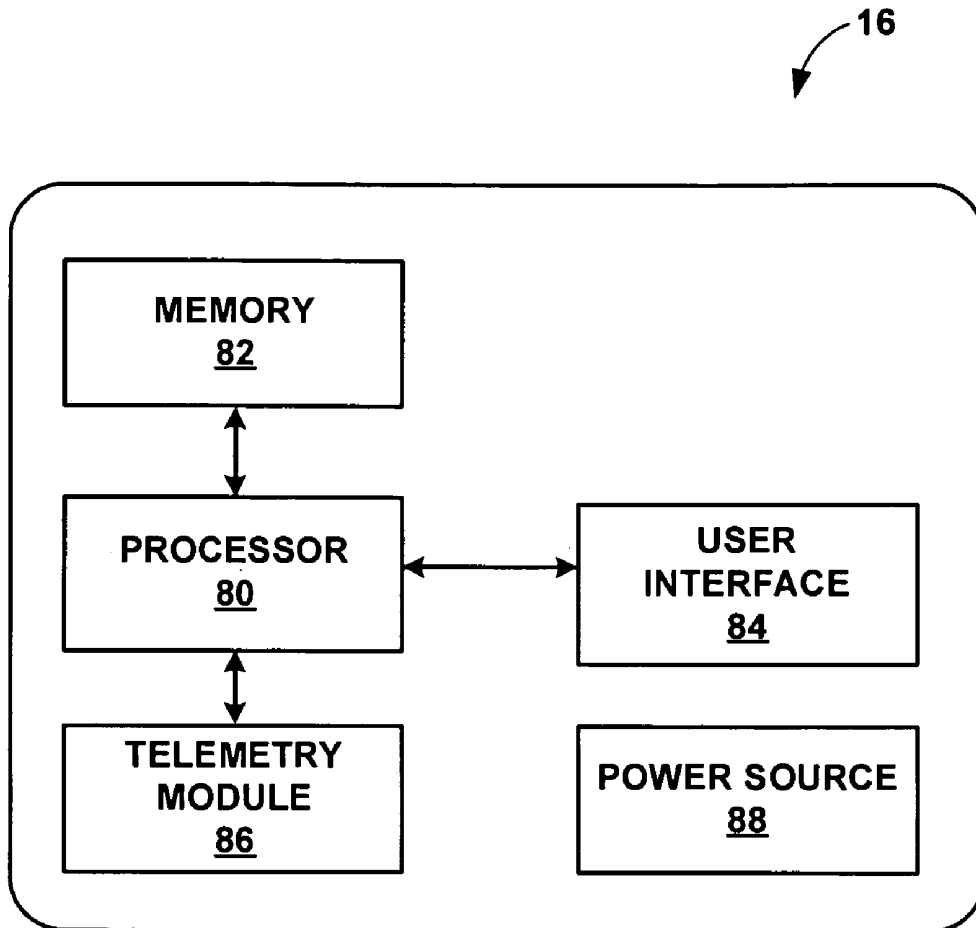 16
MEMORY
82
PROCESSOR
80
USER
INTERFACE
84
TELEMETRY
MODULE
86
POWER SOURCE
88